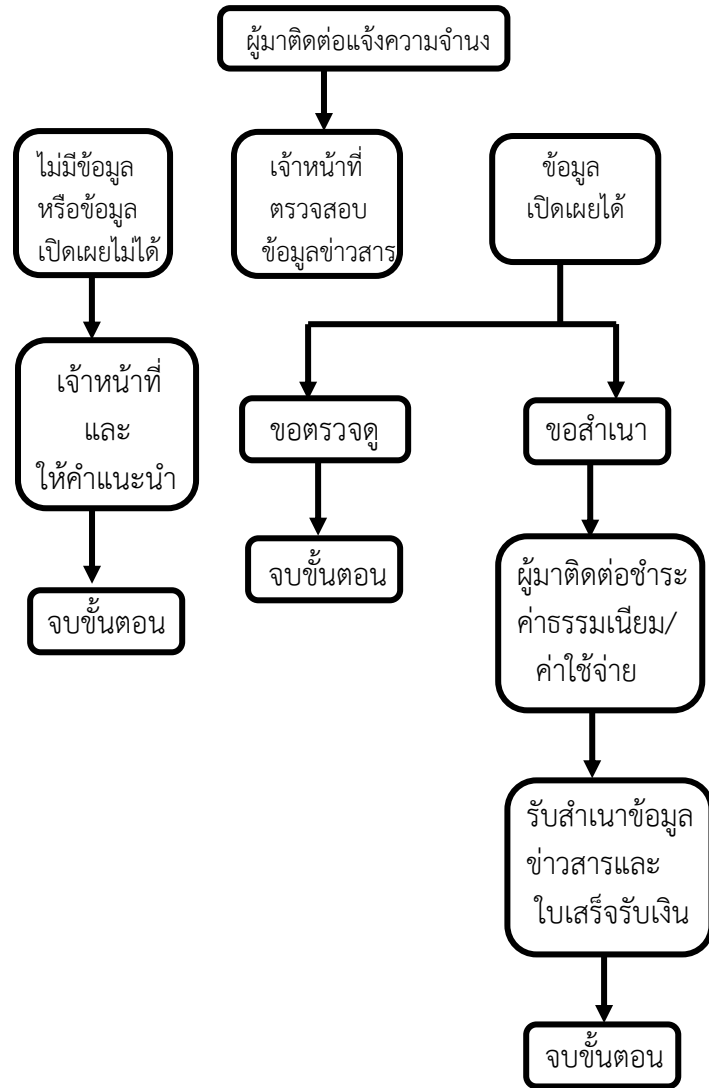 ผู้มาติดต่อแจ้งความจำนง
ไม่มีข้อมูล
หรือข้อมูล
เปิดเผยไม่ได้
เจ้าหน้าที่
ตรวจสอบ
ข้อมูลข่าวสาร
ข้อมูล
เปิดเผยได้
เจ้าหน้าที่
และ
ให้คำแนะนำ
ขอตรวจดู
ขอสำเนา
จบขั้นตอน
จบขั้นตอน
ผู้มาติดต่อชำระ
ค่าธรรมเนียม/
ค่าใช้จ่าย
รับสำเนาข้อมูล
ข่าวสารและ
ใบเสร็จรับเงิน
จบขั้นตอน